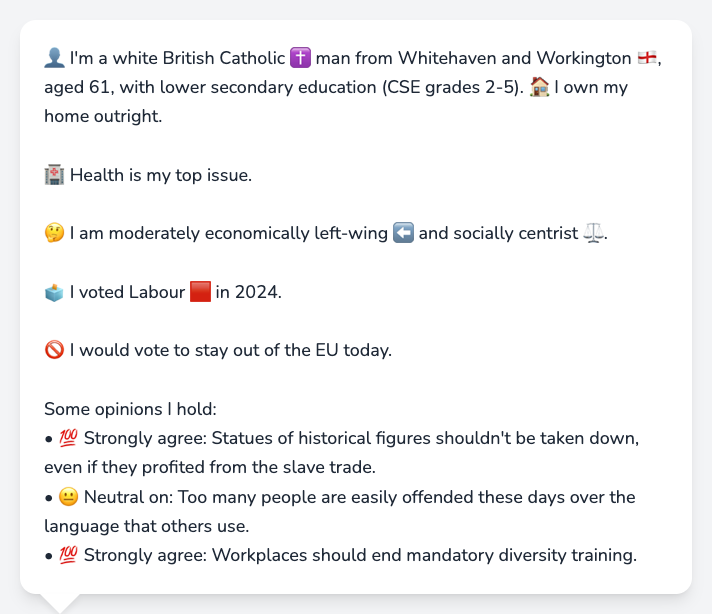 👤 I'm a white British Catholic ✝️ man from Whitehaven and Workington 🏴󠁧󠁢󠁥󠁮󠁧󠁿,
aged 61, with lower secondary education (CSE grades 2-5). 🏠 I own my
home outright.
🏥 Health is my top issue.
🤔 I am moderately economically left-wing ⬅️ and socially centrist ⚖️.
🗳️ I voted Labour 🟥 in 2024.
🚫 I would vote to stay out of the EU today.
Some opinions I hold:
• 💯 Strongly agree: Statues of historical figures shouldn't be taken down,
even if they profited from the slave trade.
• 😐 Neutral on: Too many people are easily offended these days over the
language that others use.
• 💯 Strongly agree: Workplaces should end mandatory diversity training.